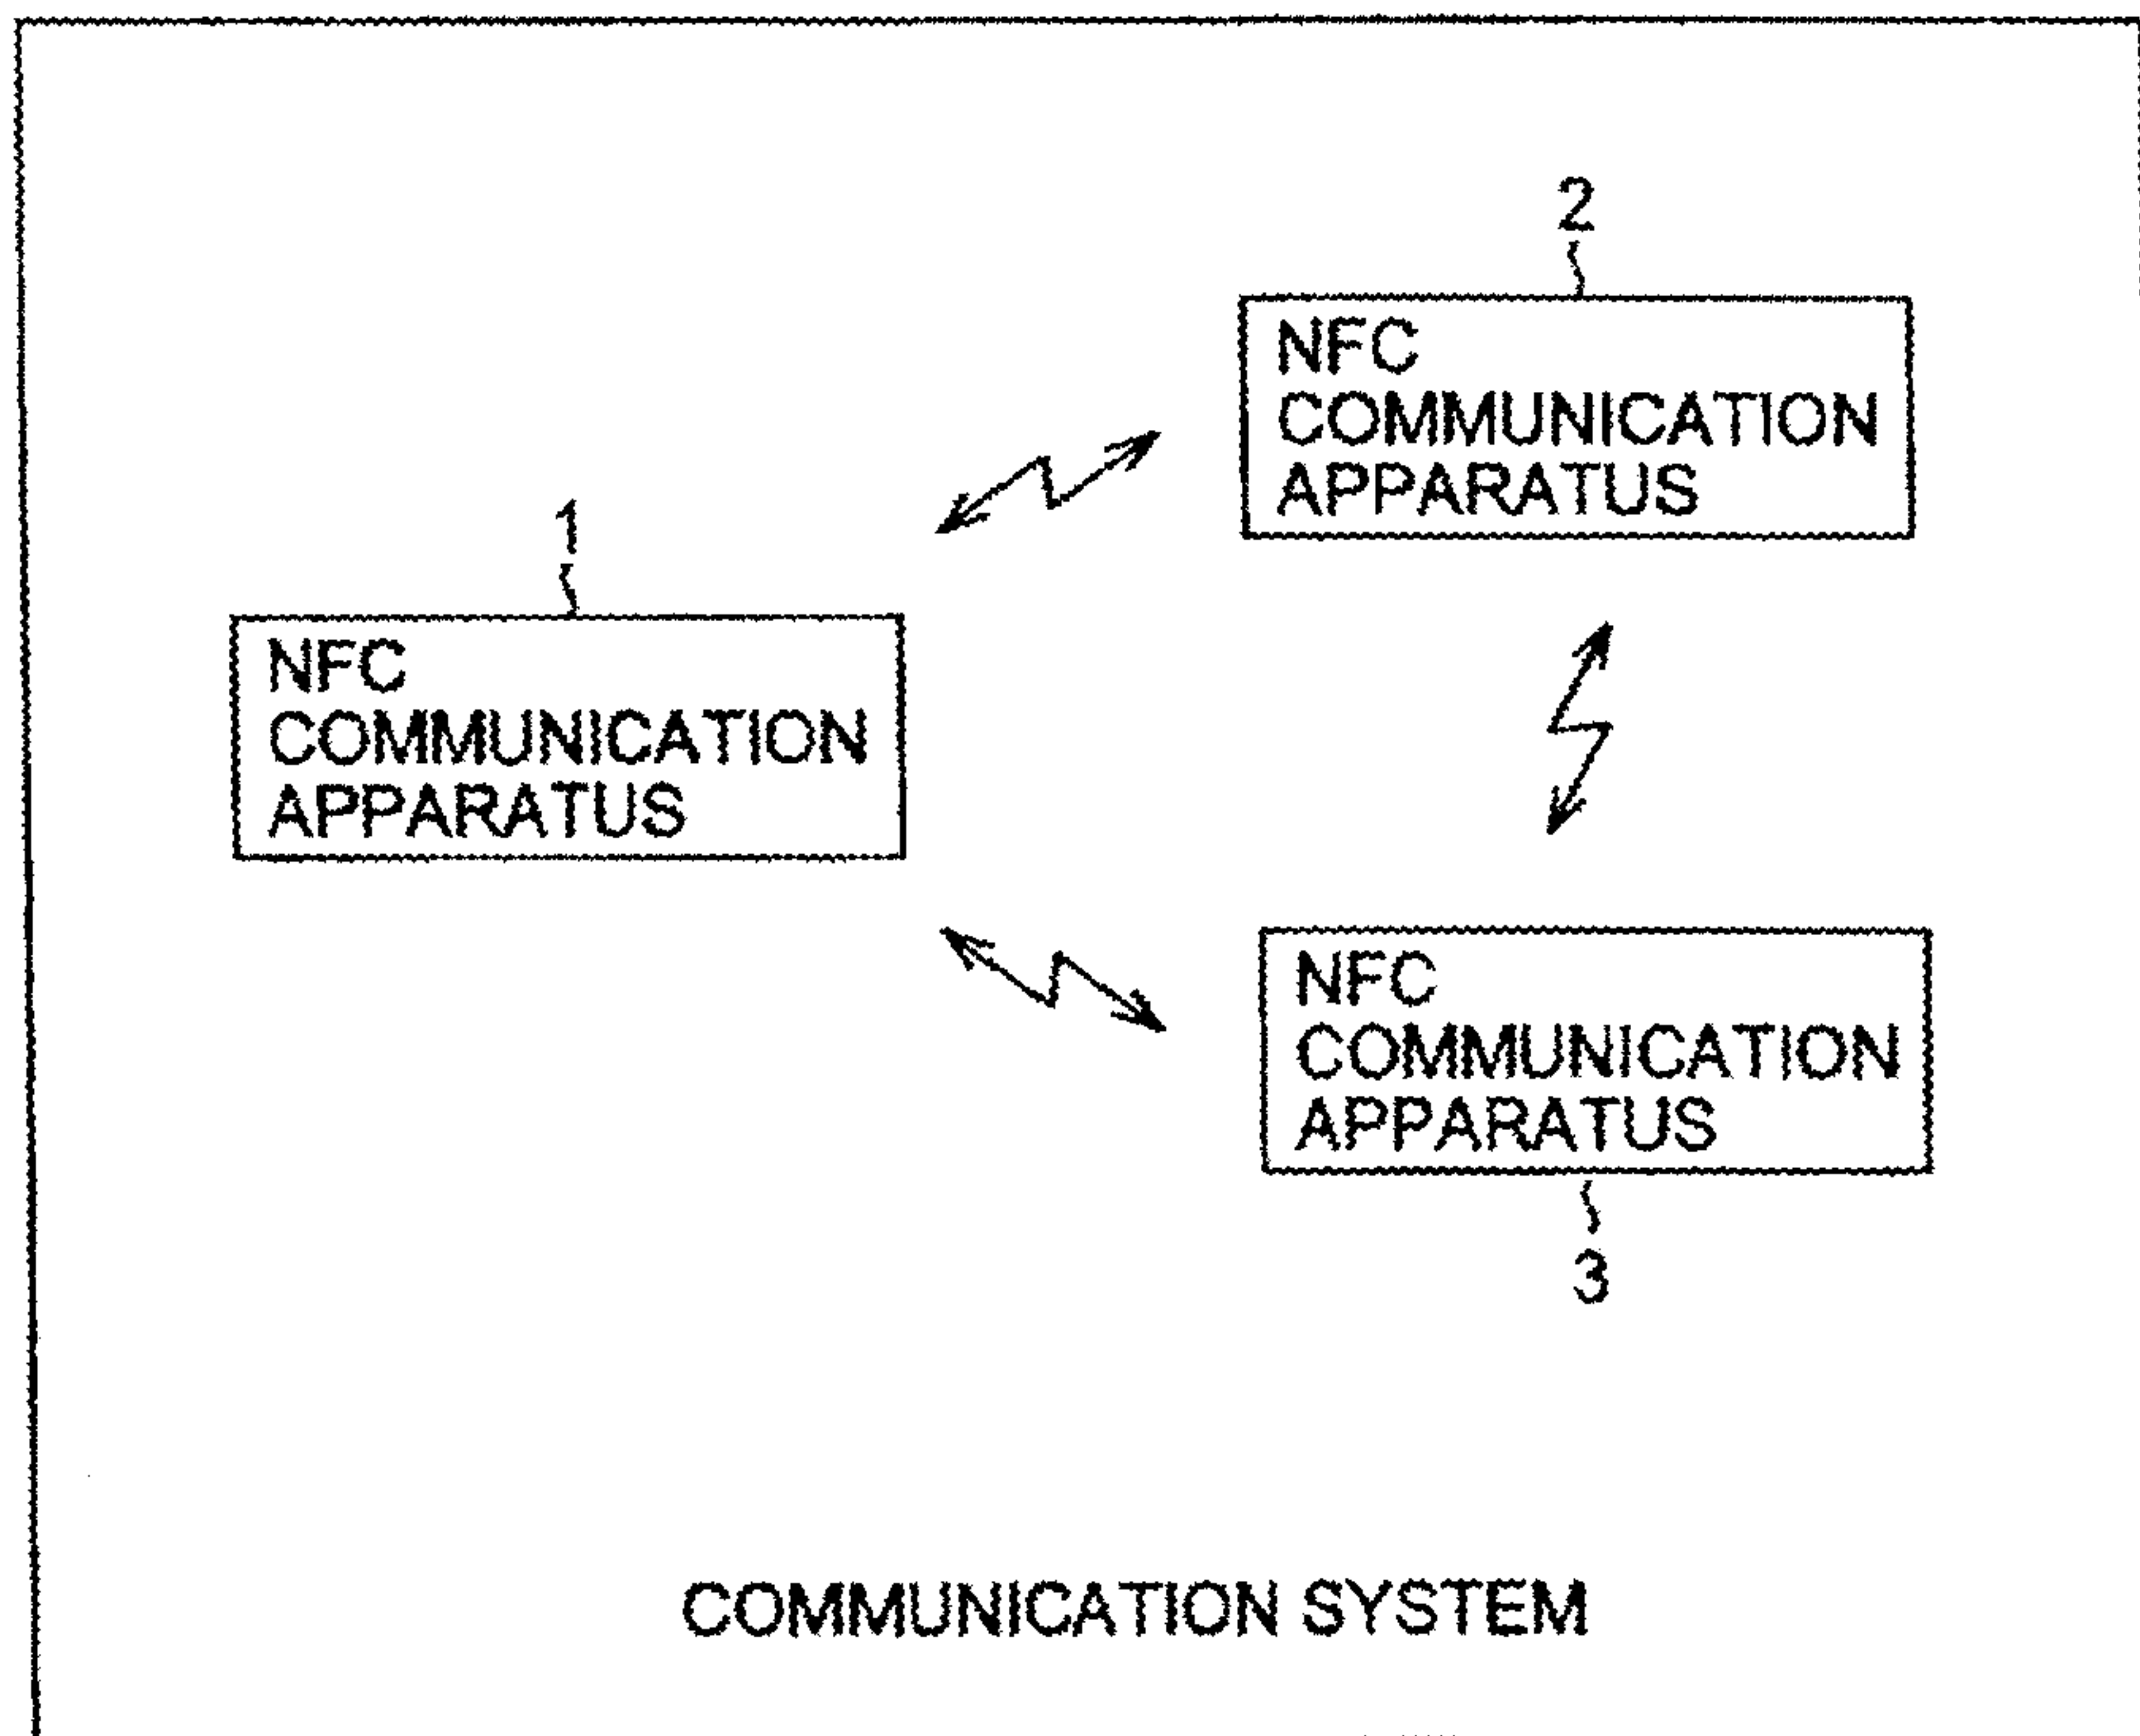 2
NFC
COMMUNICATION
APPARATUS
1
NFC
COMMUNICATION
APPARATUS
NFC
COMMUNICATION
APPARATUS
3
COMMUNICATION SYSTEM